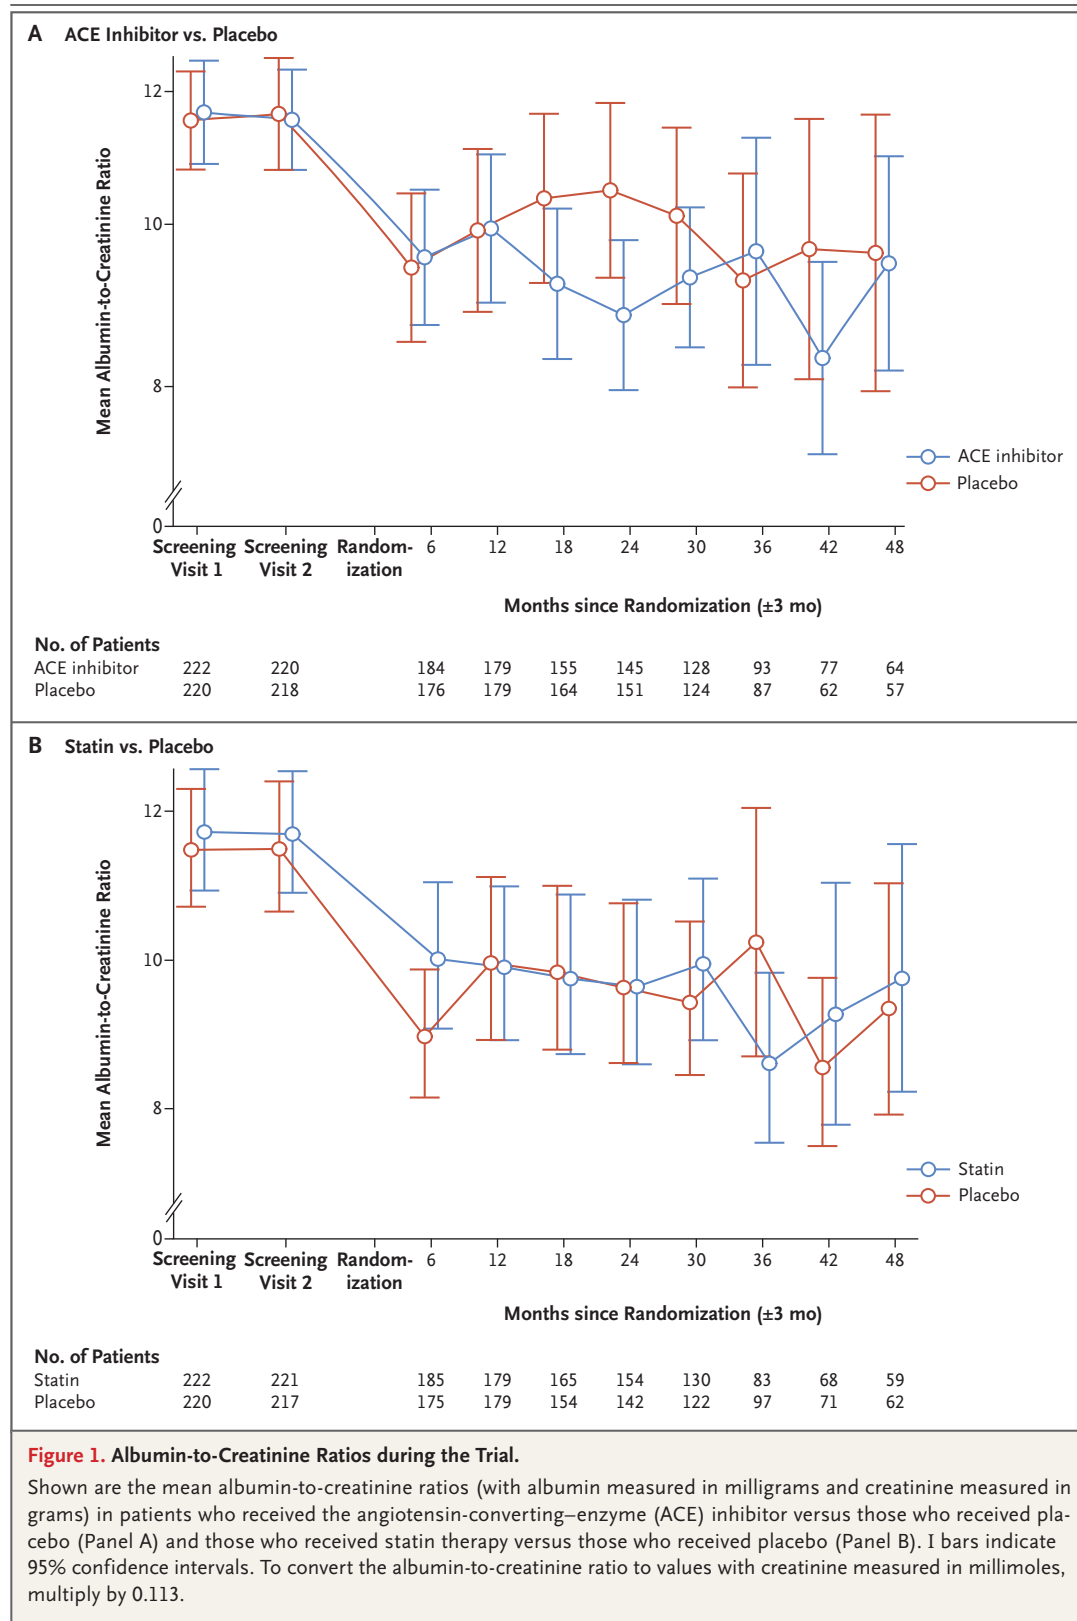 A ACE Inhibitor vs. Placebo
Mean Albumin-to-Creatinine Ratio
12
10
8
0
ACE inhibitor
Placebo
Screening Visit 1
Screening Visit 2
Random-ization
6 12 18 24 30 36 42 48
Months since Randomization (±3 mo)
No. of Patients
ACE inhibitor 222 220 184 179 155 145 128 93 77 64
Placebo 220 218 176 179 164 151 124 87 62 57
B Statin vs. Placebo
Mean Albumin-to-Creatinine Ratio
12
10
8
0
Statin
Placebo
Screening Visit 1
Screening Visit 2
Random-ization
6 12 18 24 30 36 42 48
Months since Randomization (±3 mo)
No. of Patients
Statin 222 221 185 179 165 154 130 83 68 59
Placebo 220 217 175 179 154 142 122 97 71 62
Figure 1. Albumin-to-Creatinine Ratios during the Trial.
Shown are the mean albumin-to-creatinine ratios (with albumin measured in milligrams and creatinine measured in
grams) in patients who received the angiotensin-converting–enzyme (ACE) inhibitor versus those who received pla-
cebo (Panel A) and those who received statin therapy versus those who received placebo (Panel B). I bars indicate
95% confidence intervals. To convert the albumin-to-creatinine ratio to values with creatinine measured in millimoles,
multiply by 0.113.